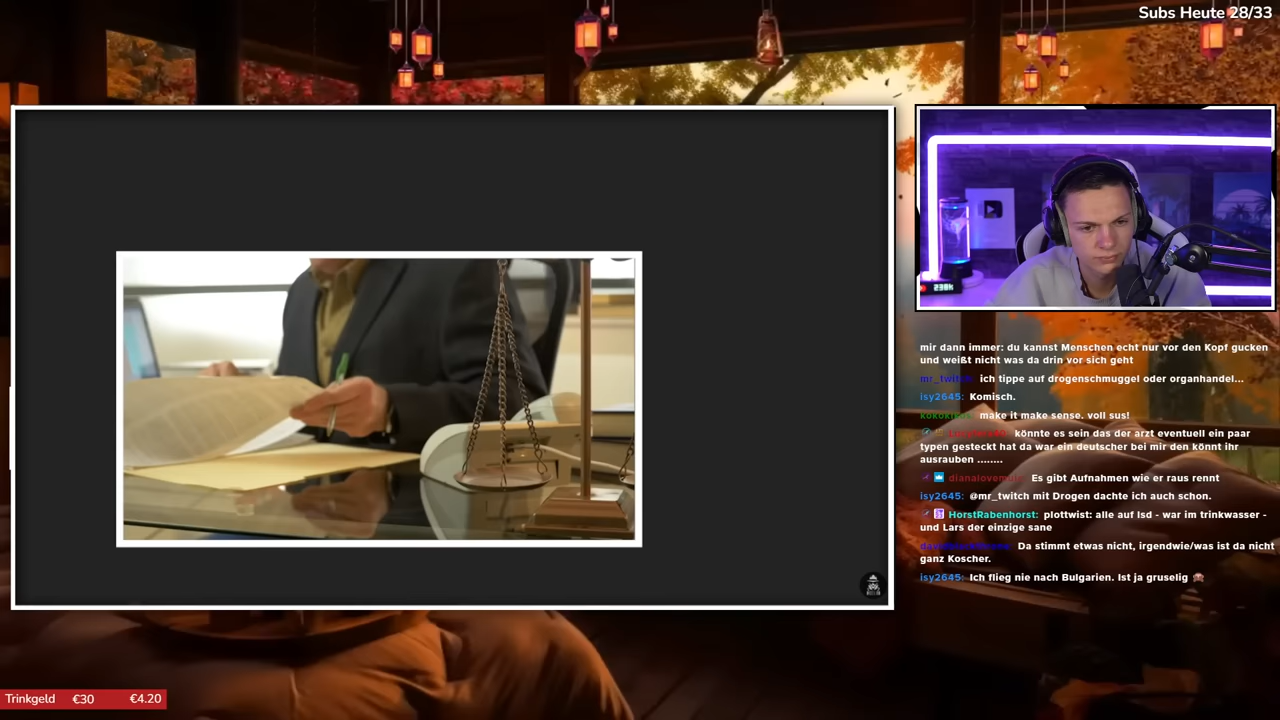 Subs Heute 28/33
mir dann immer: du kannst Menschen echt nur vor den Kopf gucken
und weißt nicht was da drin vor sich geht
ich tippe auf drogenschmuggel oder organhandel...
isy2645: Komisch.
make it make sense. voll sus!
könnte es sein das der arzt eventuell ein paar
typen gesteckt hat da war ein deutscher bei mir den könnt ihr
ausrauben ........
Es gibt Aufnahmen wie er raus rennt
isy2645: @mr_twitch mit Drogen dachte ich auch schon.
HorstRabenhorst: plottwist: alle auf lsd - war im trinkwasser -
und Lars der einzige sane
Da stimmt etwas nicht, irgendwie/was ist da nicht
ganz Koscher.
isy2645: Ich flieg nie nach Bulgarien. Ist ja gruselig
Trinkgeld €30 €4.20